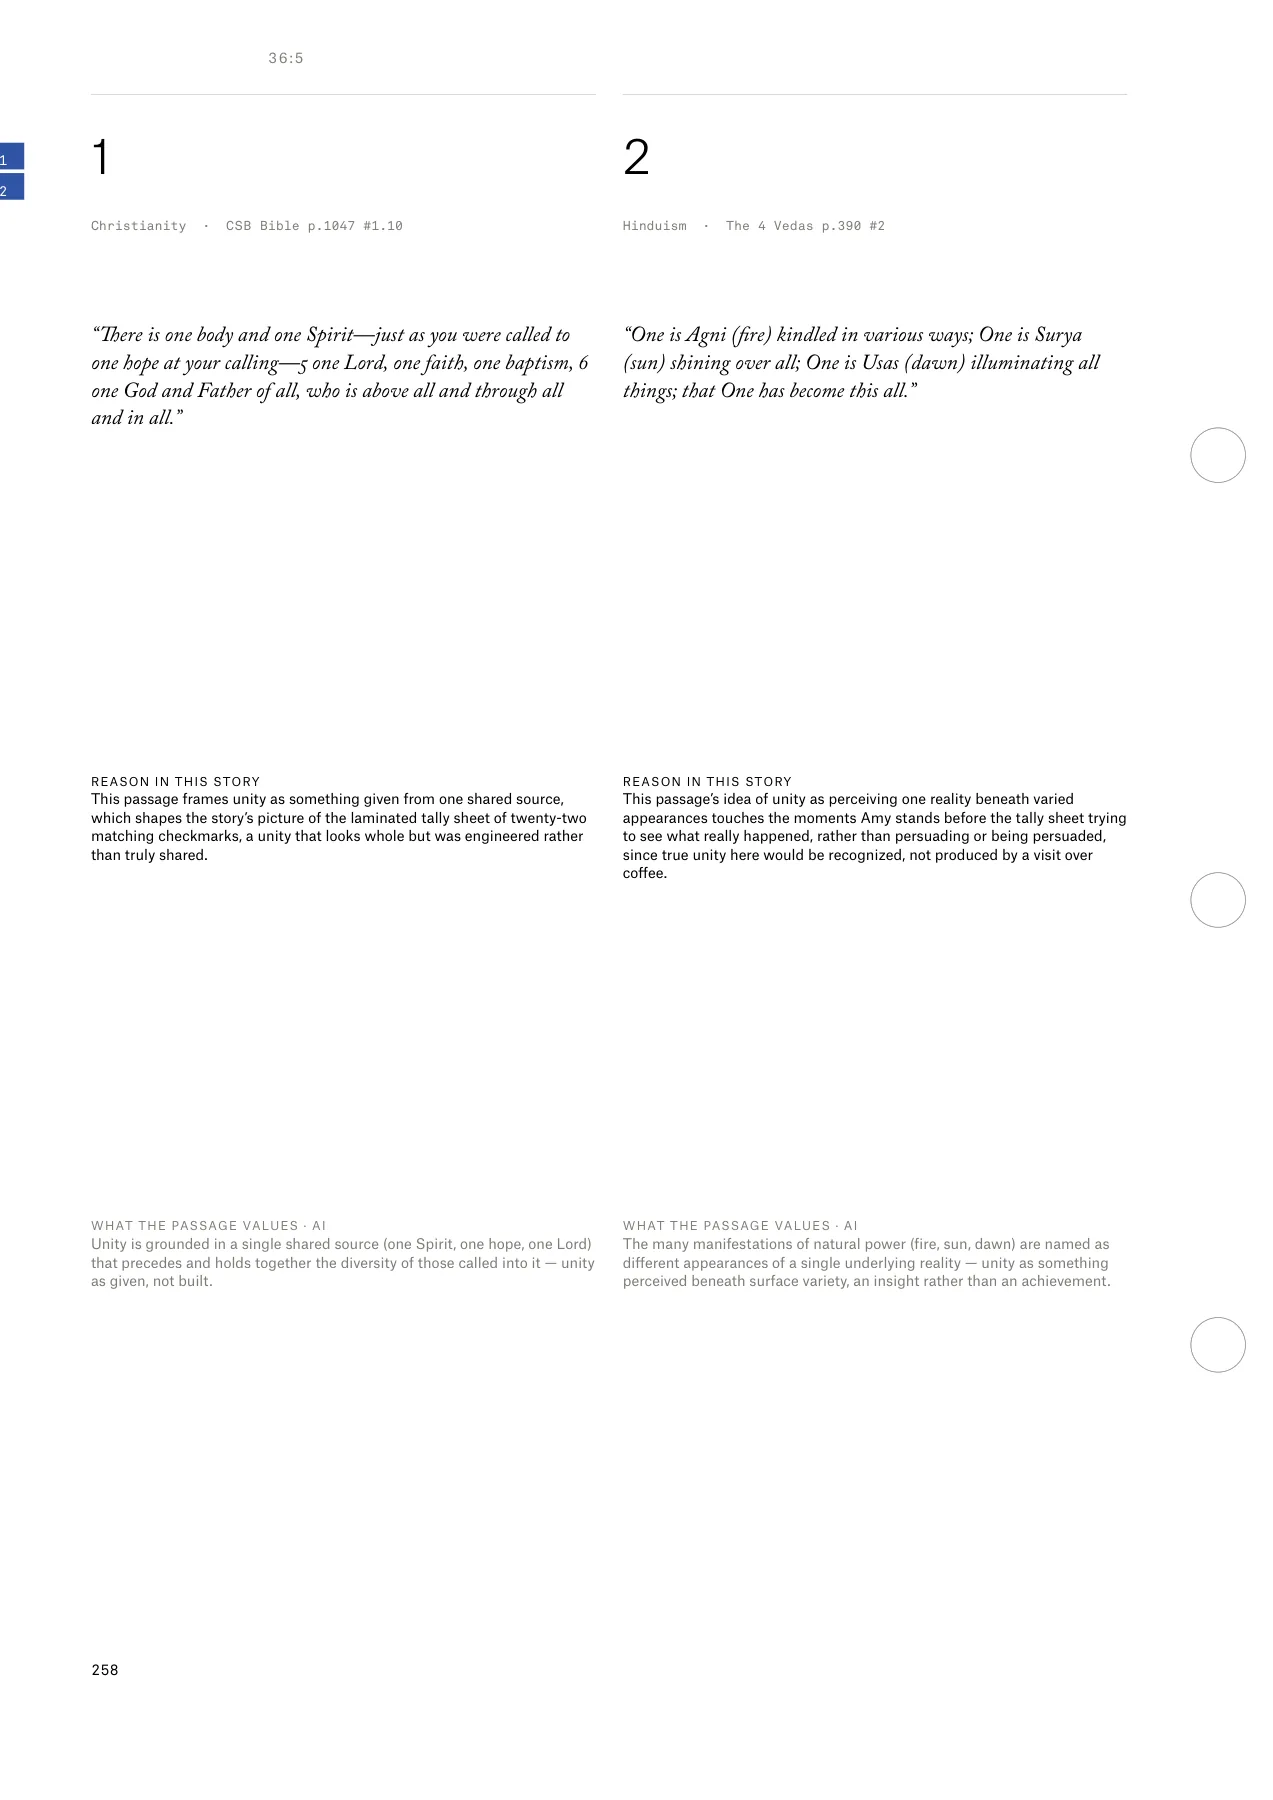 36:5
1
2
1
Christianity · CSB Bible p.1047 #1.10
“There is one body and one Spirit—just as you were called to
one hope at your calling—5 one Lord, one faith, one baptism, 6
one God and Father of all, who is above all and through all
and in all.”
REASON IN THIS STORY
This passage frames unity as something given from one shared source,
which shapes the story’s picture of the laminated tally sheet of twenty-two
matching checkmarks, a unity that looks whole but was engineered rather
than truly shared.
WHAT THE PASSAGE VALUES · AI
Unity is grounded in a single shared source (one Spirit, one hope, one Lord)
that precedes and holds together the diversity of those called into it — unity
as given, not built.
2
Hinduism · The 4 Vedas p.390 #2
“One is Agni (fire) kindled in various ways; One is Surya
(sun) shining over all; One is Usas (dawn) illuminating all
things; that One has become this all.”
REASON IN THIS STORY
This passage’s idea of unity as perceiving one reality beneath varied
appearances touches the moments Amy stands before the tally sheet trying
to see what really happened, rather than persuading or being persuaded,
since true unity here would be recognized, not produced by a visit over
coffee.
WHAT THE PASSAGE VALUES · AI
The many manifestations of natural power (fire, sun, dawn) are named as
different appearances of a single underlying reality — unity as something
perceived beneath surface variety, an insight rather than an achievement.
258